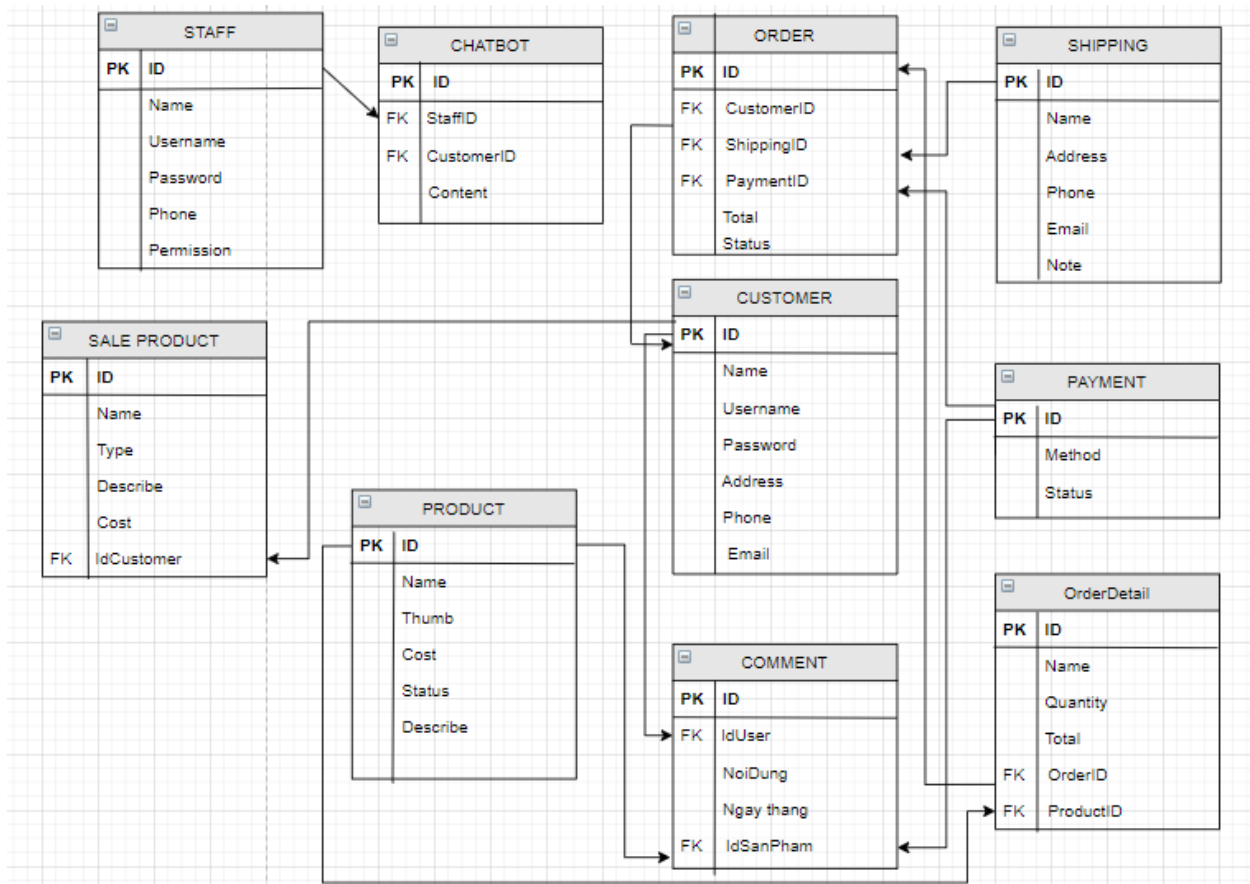 STAFF
PK ID
Name
Username
Password
Phone
Permission
CHATBOT
PK ID
FK StaffID
FK CustomerID
Content
ORDER
PK ID
FK CustomerID
FK ShippingID
FK PaymentID
Total
Status
SHIPPING
PK ID
Name
Address
Phone
Email
Note
SALE PRODUCT
PK ID
Name
Type
Describe
Cost
FK IdCustomer
CUSTOMER
PK ID
Name
Username
Password
Address
Phone
Email
PAYMENT
PK ID
Method
Status
PRODUCT
PK ID
Name
Thumb
Cost
Status
Describe
COMMENT
PK ID
FK IdUser
NoiDung
Ngay thang
FK IdSanPham
OrderDetail
PK ID
Name
Quantity
Total
FK OrderID
FK ProductID